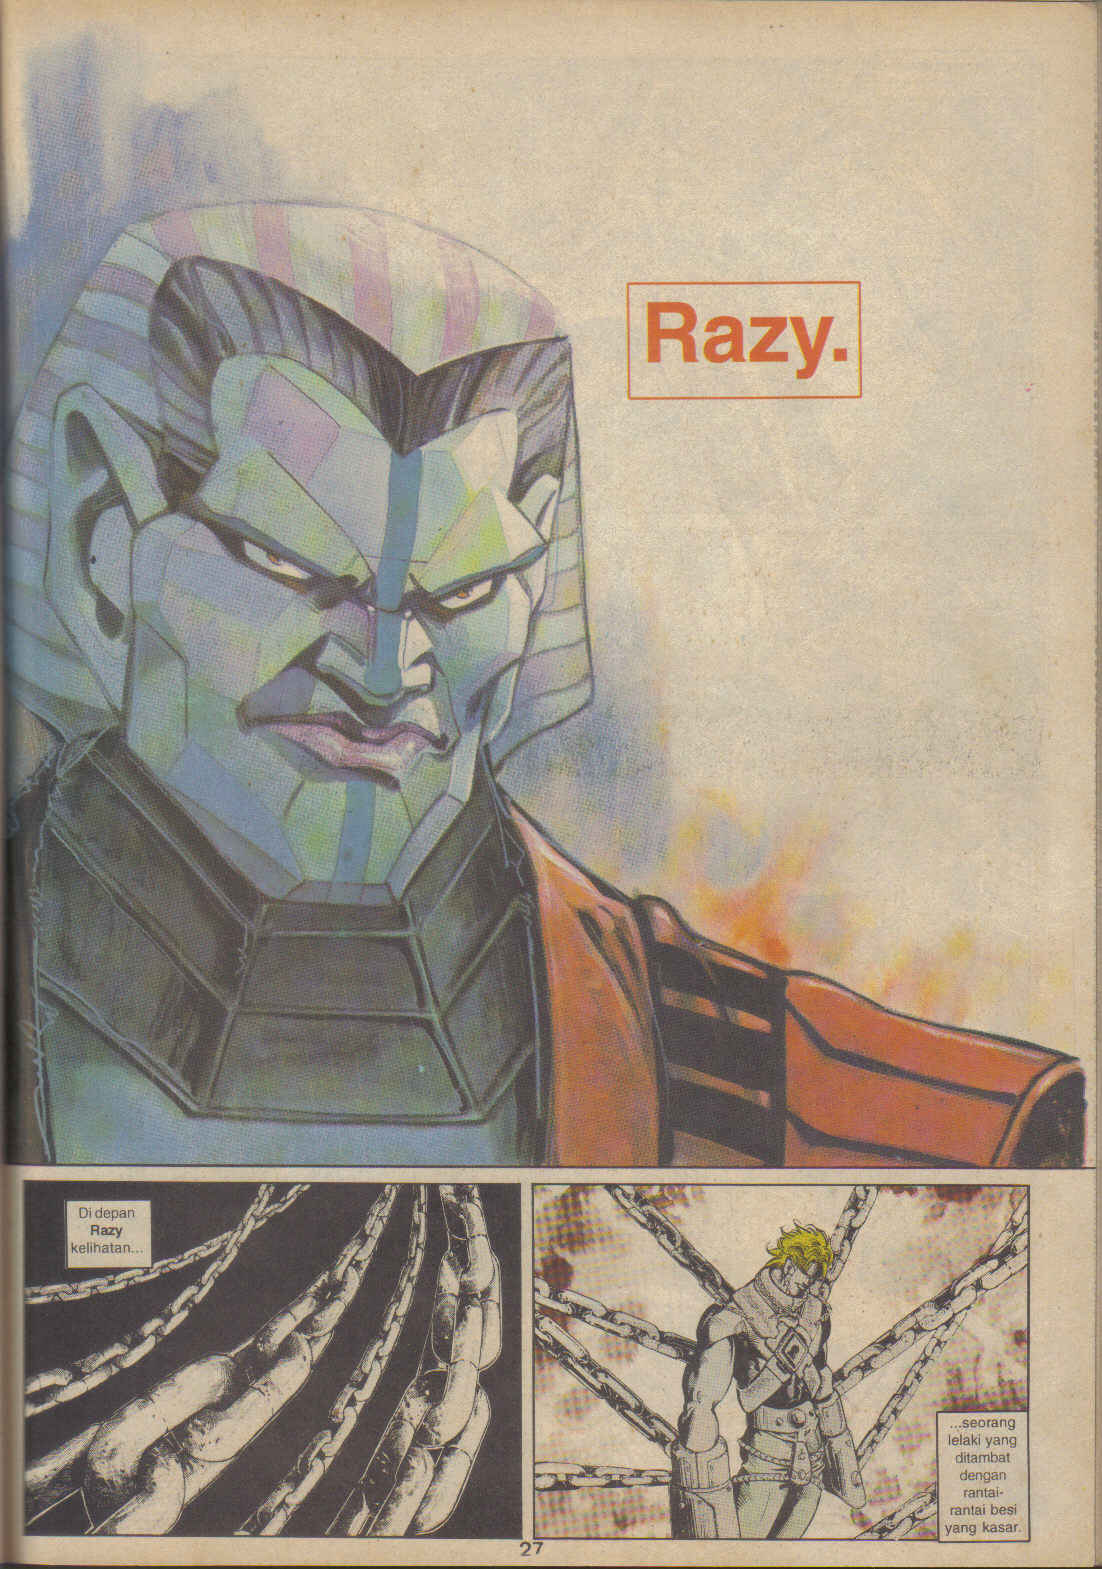 Razy.
Di depan
Razy
kelihatan...
...seorang
lelaki yang
ditambat
dengan
rantai-
rantai besi
yang kasar.
27